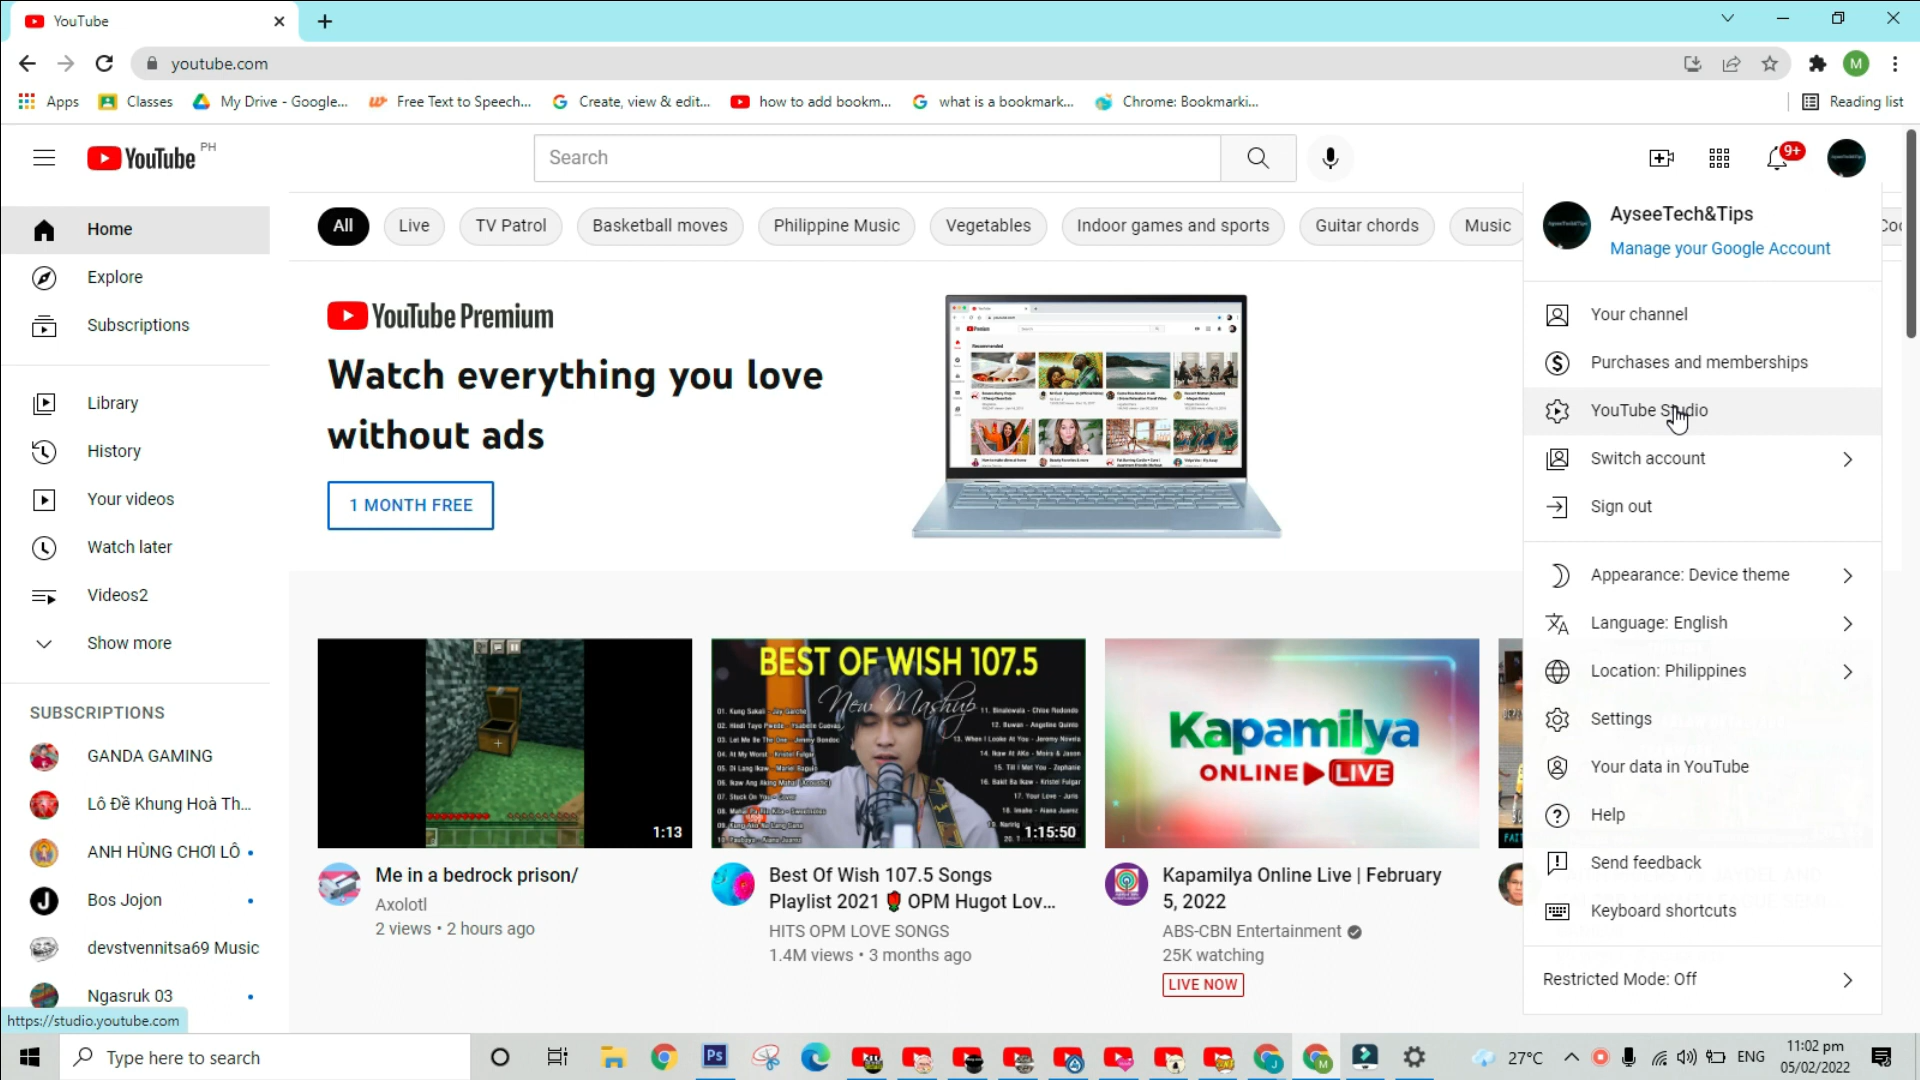 YouTube
youtube.com
Apps
Classes
My Drive - Google...
Free Text to Speech...
Create, view & edit...
how to add bookm...
what is a bookmark...
Chrome: Bookmarki...
Reading list
YouTube PH
Search
9+
Home
Explore
Subscriptions
Library
History
Your videos
Watch later
Videos2
Show more
SUBSCRIPTIONS
GANDA GAMING
Lô Đề Khung Hoà Th...
ANH HÙNG CHƠI LÔ
Bos Jojon
devstvennitsa69 Music
Ngasruk 03
https://studio.youtube.com
All
Live
TV Patrol
Basketball moves
Philippine Music
Vegetables
Indoor games and sports
Guitar chords
Music
YouTube Premium
Watch everything you love
without ads
1 MONTH FREE
1:13
Me in a bedrock prison/
Axolotl
2 views • 2 hours ago
BEST OF WISH 107.5
New Mashup
1:15:50
Best Of Wish 107.5 Songs
Playlist 2021 🌹 OPM Hugot Lov...
HITS OPM LOVE SONGS
1.4M views • 3 months ago
Kapamilya
ONLINE LIVE
Kapamilya Online Live | February
5, 2022
ABS-CBN Entertainment
25K watching
LIVE NOW
AyseeTech&Tips
Manage your Google Account
Your channel
Purchases and memberships
YouTube Studio
Switch account
Sign out
Appearance: Device theme
Language: English
Location: Philippines
Settings
Your data in YouTube
Help
Send feedback
Keyboard shortcuts
Restricted Mode: Off
Type here to search
Ps
27°C
ENG
11:02 pm
05/02/2022